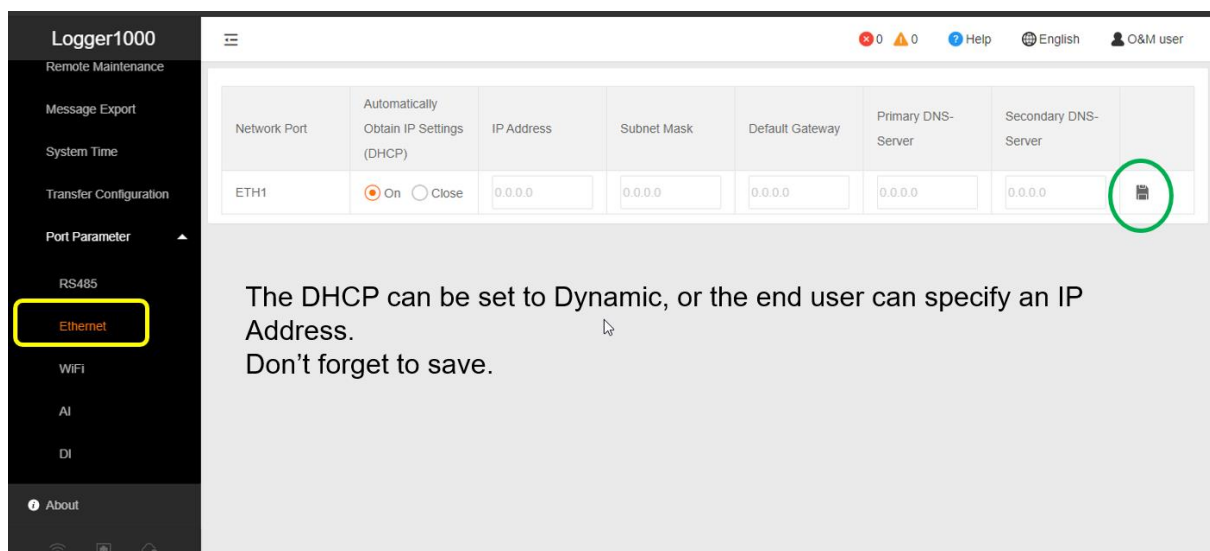 Logger1000
0 0 Help English O&M user
Remote Maintenance
Message Export
System Time
Transfer Configuration
Port Parameter
RS485
Ethernet
WiFi
AI
DI
About
Network Port
Automatically
Obtain IP Settings
(DHCP)
IP Address
Subnet Mask
Default Gateway
Primary DNS-
Server
Secondary DNS-
Server
ETH1 On Close 0.0.0.0 0.0.0.0 0.0.0.0 0.0.0.0 0.0.0.0
The DHCP can be set to Dynamic, or the end user can specify an IP
Address.
Don’t forget to save.